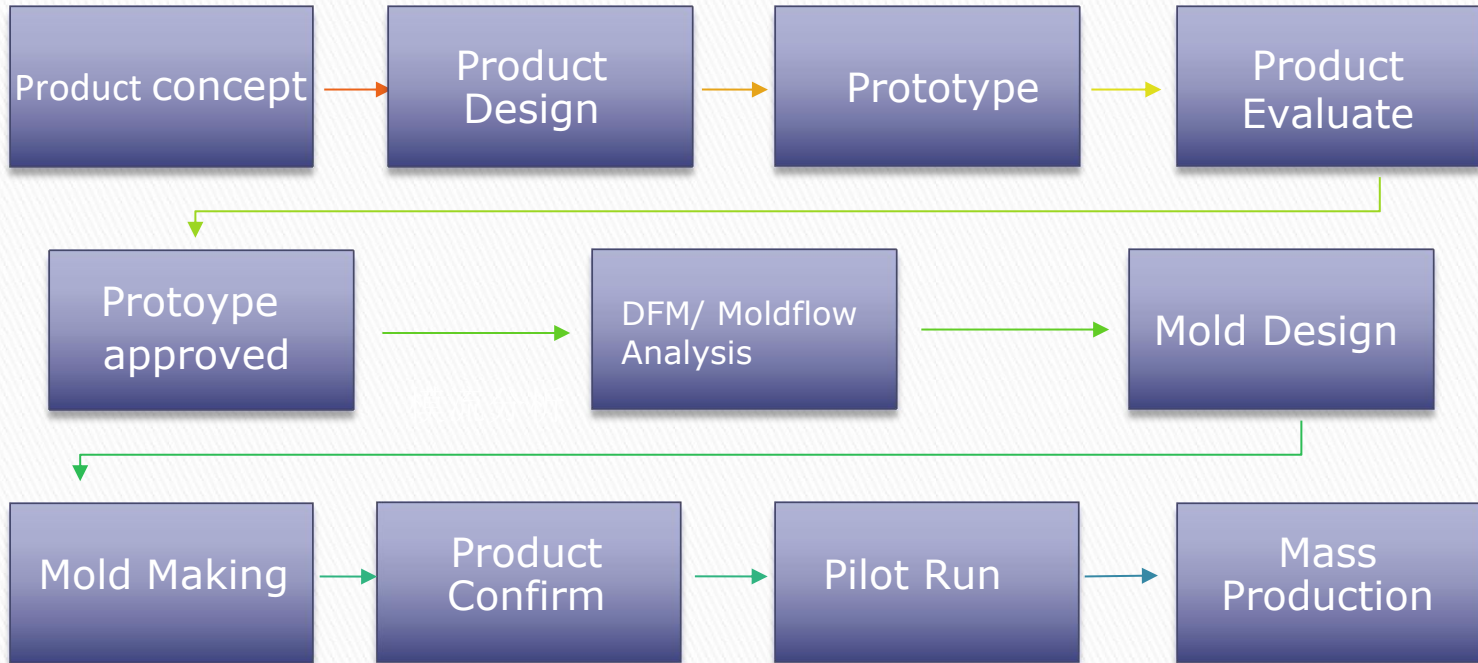 Product concept
Product
Design
Prototype
Product
Evaluate
Protoype
approved
DFM/ Moldflow
Analysis
Mold Design
Mold Making
Product
Confirm
Pilot Run
Mass
Production